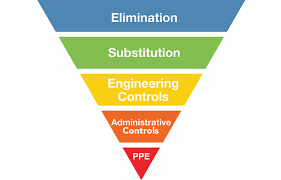 Elimination
Substitution
Engineering
Controls
Administrative
Controls
PPE